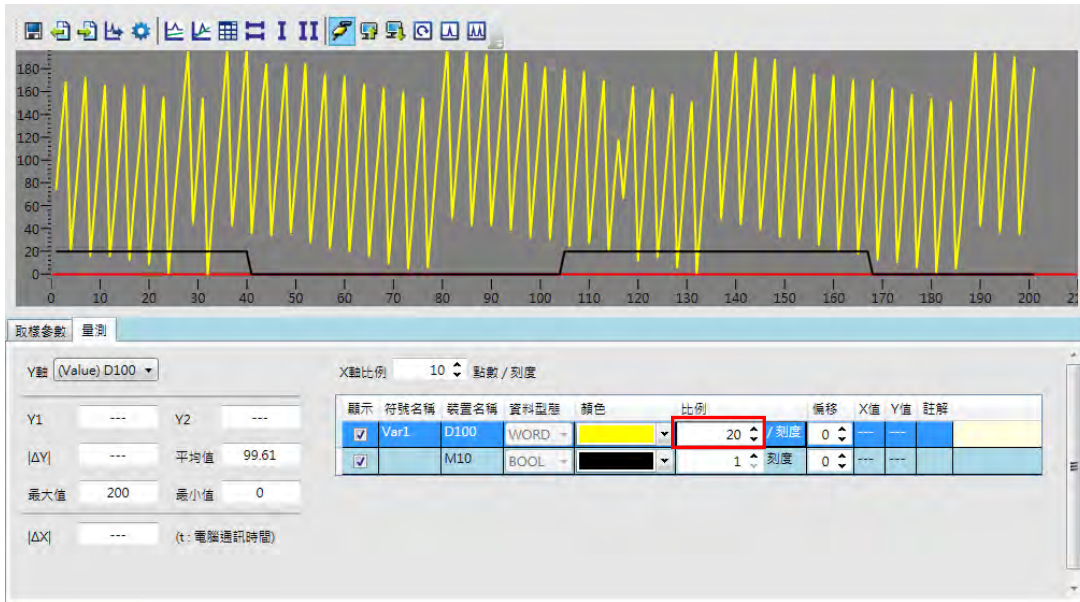 180
160
140
120
100
80
60
40
20
0
0 10 20 30 40 50 60 70 80 90 100 110 120 130 140 150 160 170 180 190 200
取樣參數 量測
Y軸 (Value) D100 X軸比例 10 點數/刻度
Y1 --- Y2 ---
|ΔY| --- 平均值 99.61
最大值 200 最小值 0
|ΔX| --- (t : 電腦通訊時間)
顯示 符號名稱 裝置名稱 資料型態 顏色 比例 偏移 X值 Y值 註解
Var1 D100 WORD 20 /刻度 0 --- ---
M10 BOOL 1 刻度 0 --- ---